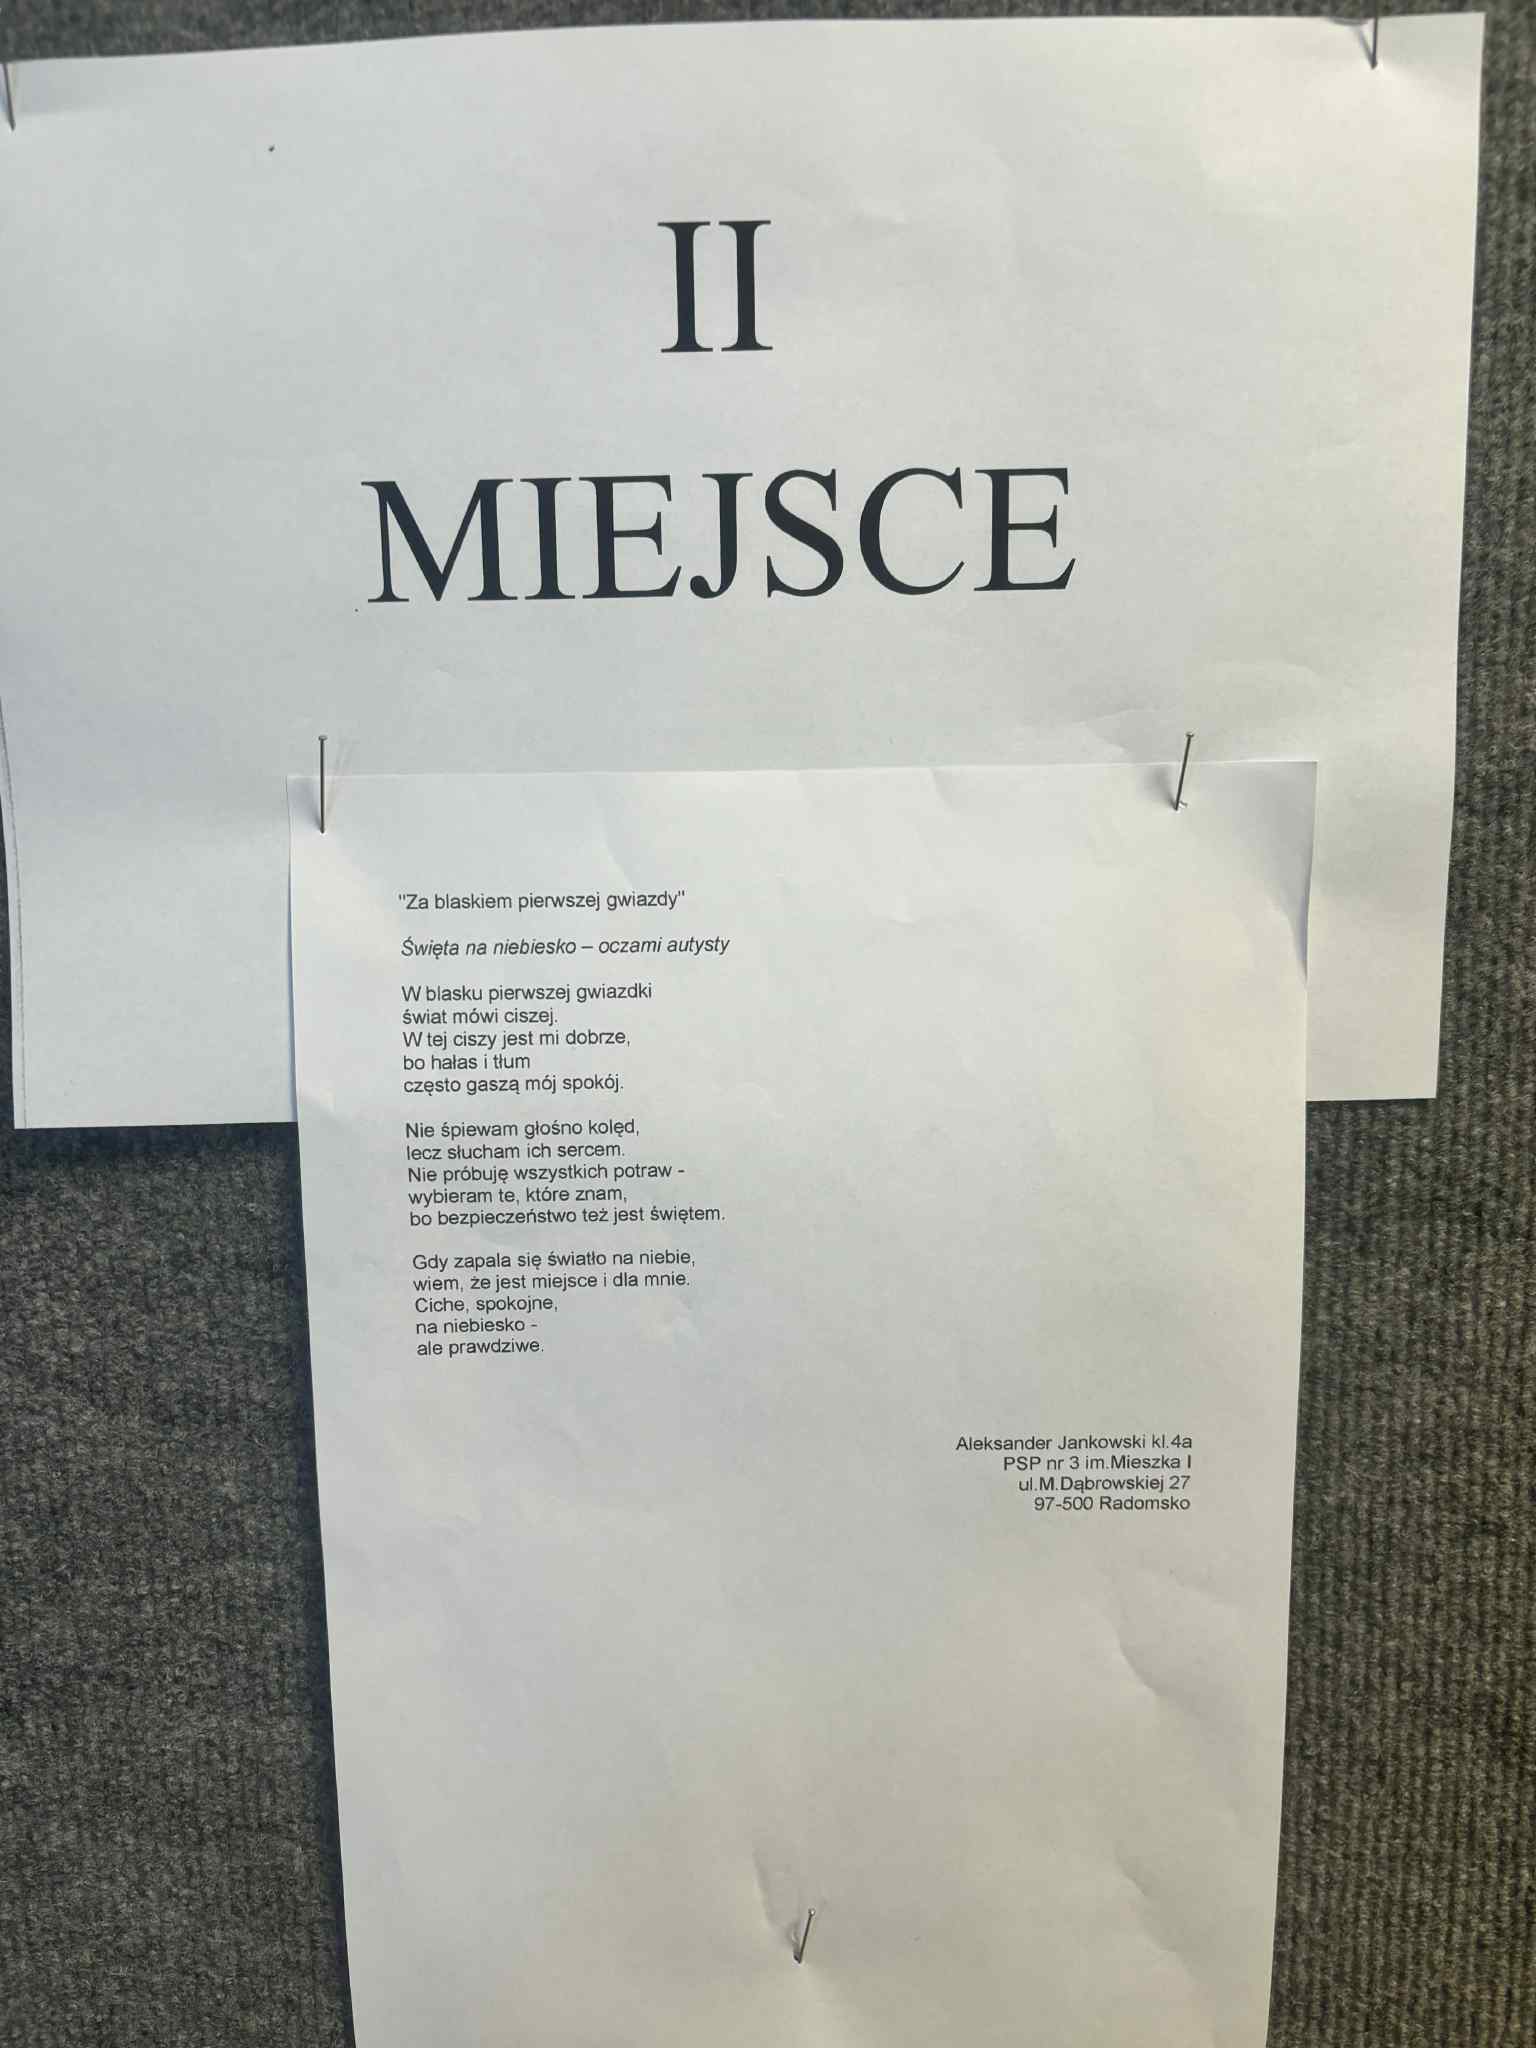 II
MIEJSCE
"Za blaskiem pierwszej gwiazdy"
Święta na niebiesko – oczami autysty
W blasku pierwszej gwiazdki
świat mówi ciszej.
W tej ciszy jest mi dobrze,
bo hałas i tłum
często gaszą mój spokój.
Nie śpiewam głośno kolęd,
lecz słucham ich sercem.
Nie próbuję wszystkich potraw -
wybieram te, które znam,
bo bezpieczeństwo też jest świętem.
Gdy zapala się światło na niebie,
wiem, że jest miejsce i dla mnie.
Ciche, spokojne,
na niebiesko -
ale prawdziwe.
Aleksander Jankowski kl.4a
PSP nr 3 im.Mieszka I
ul.M.Dąbrowskiej 27
97-500 Radomsko